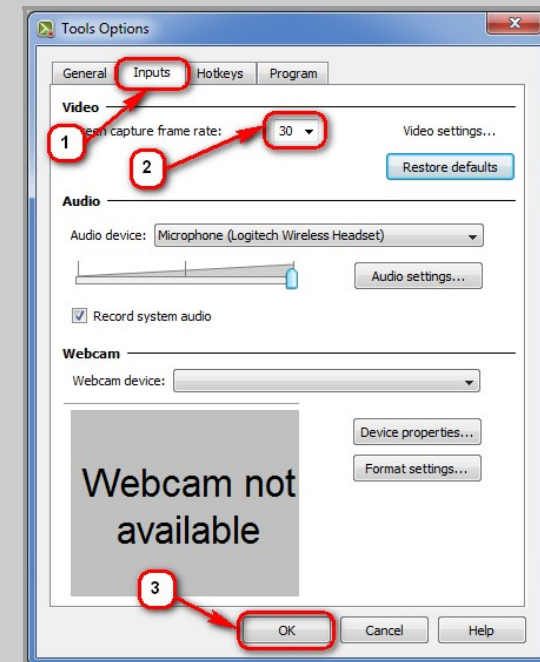 Tools Options
General Inputs Hotkeys Program
Video
1
een capture frame rate: 30 Video settings...
2
Restore defaults
Audio
Audio device: Microphone (Logitech Wireless Headset)
Audio settings...
Record system audio
Webcam
Webcam device:
Device properties...
Format settings...
Webcam not
available
3
OK Cancel Help